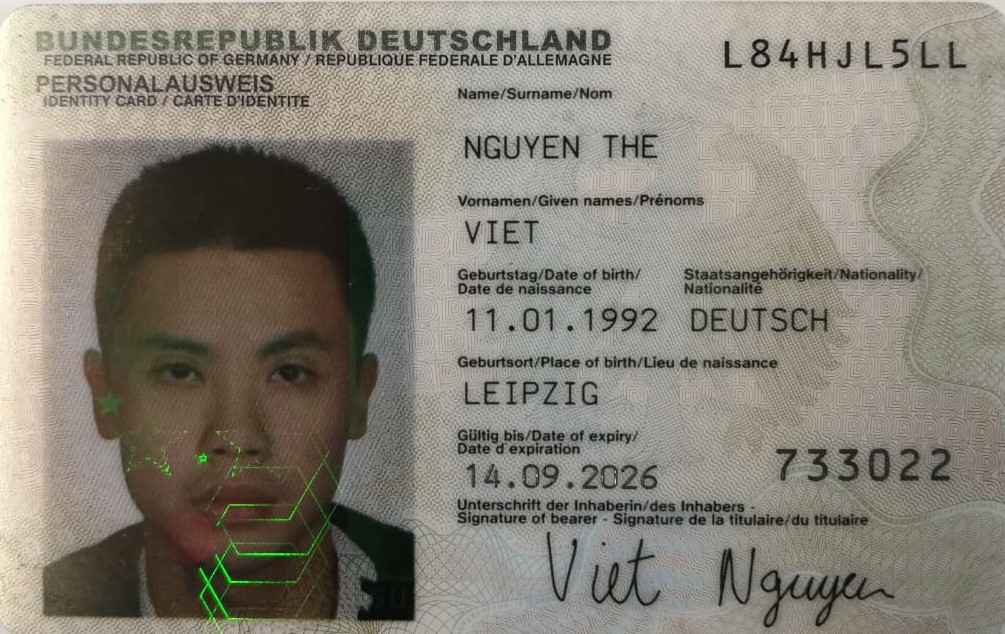 BUNDESREPUBLIK DEUTSCHLAND
FEDERAL REPUBLIC OF GERMANY / REPUBLIQUE FEDERALE D'ALLEMAGNE
PERSONALAUSWEIS
IDENTITY CARD / CARTE D'IDENTITE
L84HJL5LL
Name/Surname/Nom
NGUYEN THE
Vornamen/Given names/Prénoms
VIET
Geburtstag/Date of birth/ Staatsangehörigkeit/Nationality/
Date de naissance Nationalité
11.01.1992 DEUTSCH
Geburtsort/Place of birth/Lieu de naissance
LEIPZIG
Gültig bis/Date of expiry/
Date d'expiration
14.09.2026 733022
Unterschrift der Inhaberin/des Inhabers -
Signature of bearer - Signature de la titulaire/du titulaire
Viet Nguyen